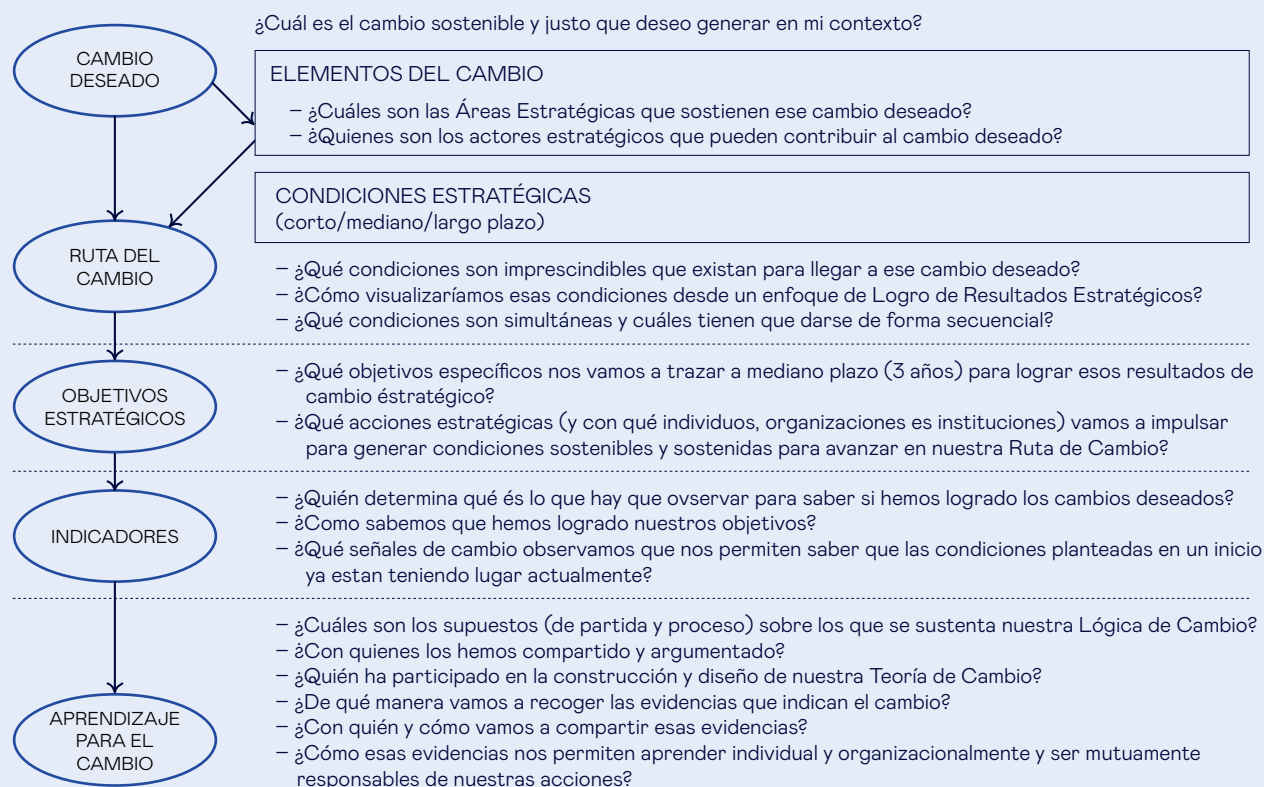 ¿Cuál es el cambio sostenible y justo que deseo generar en mi contexto?
CAMBIO
DESEADO
ELEMENTOS DEL CAMBIO
– ¿Cuáles son las Áreas Estratégicas que sostienen ese cambio deseado?
– ¿Quienes son los actores estratégicos que pueden contribuir al cambio deseado?
CONDICIONES ESTRATÉGICAS
(corto/mediano/largo plazo)
RUTA DEL
CAMBIO
– ¿Qué condiciones son imprescindibles que existan para llegar a ese cambio deseado?
– ¿Cómo visualizaríamos esas condiciones desde un enfoque de Logro de Resultados Estratégicos?
– ¿Qué condiciones son simultáneas y cuáles tienen que darse de forma secuencial?
OBJETIVOS
ESTRATÉGICOS
– ¿Qué objetivos específicos nos vamos a trazar a mediano plazo (3 años) para lograr esos resultados de
cambio éstratégico?
– ¿Qué acciones estratégicas (y con qué individuos, organizaciones es instituciones) vamos a impulsar
para generar condiciones sostenibles y sostenidas para avanzar en nuestra Ruta de Cambio?
INDICADORES
– ¿Quién determina qué és lo que hay que ovservar para saber si hemos logrado los cambios deseados?
– ¿Como sabemos que hemos logrado nuestros objetivos?
– ¿Qué señales de cambio observamos que nos permiten saber que las condiciones planteadas en un inicio
ya estan teniendo lugar actualmente?
APRENDIZAJE
PARA EL
CAMBIO
– ¿Cuáles son los supuestos (de partida y proceso) sobre los que se sustenta nuestra Lógica de Cambio?
– ¿Con quienes los hemos compartido y argumentado?
– ¿Quién ha participado en la construcción y diseño de nuestra Teoría de Cambio?
– ¿De qué manera vamos a recoger las evidencias que indican el cambio?
– ¿Con quién y cómo vamos a compartir esas evidencias?
– ¿Cómo esas evidencias nos permiten aprender individual y organizacionalmente y ser mutuamente
responsables de nuestras acciones?